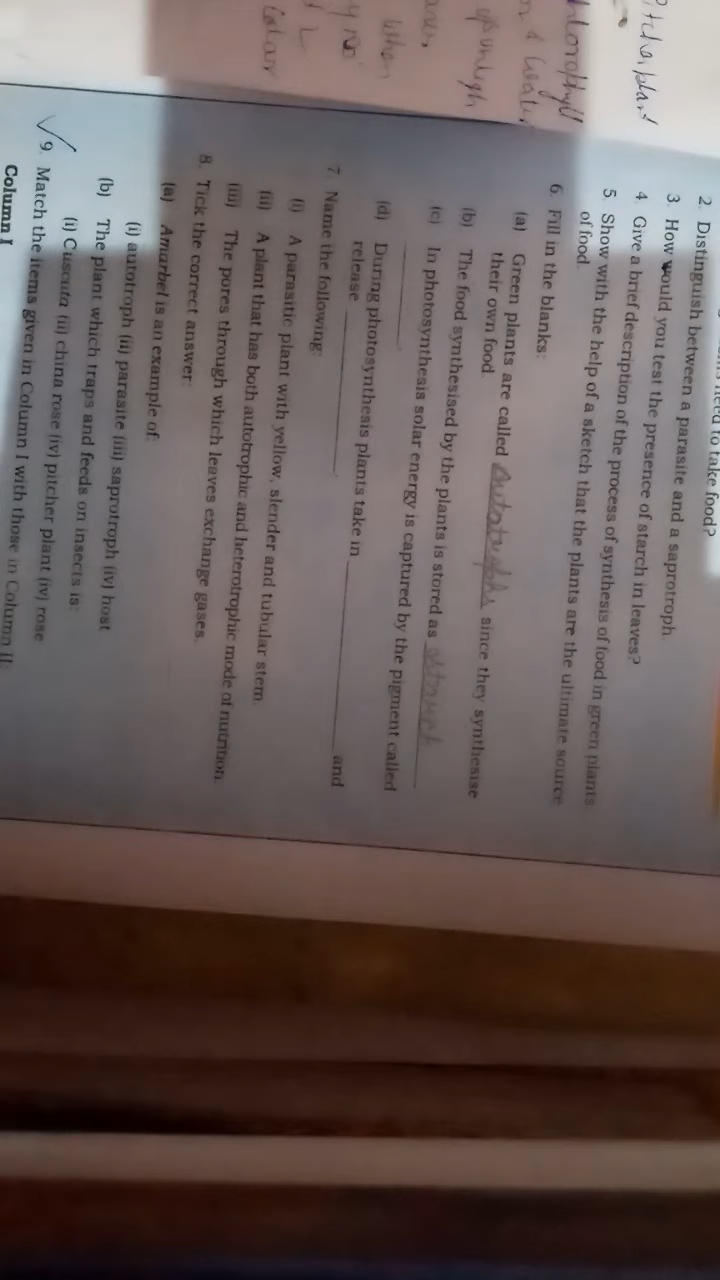 need to take food?
2. Distinguish between a parasite and a saprotroph.
3. How would you test the presence of starch in leaves?
4. Give a brief description of the process of synthesis of food in green plants.
5. Show with the help of a sketch that the plants are the ultimate source
of food.
6. Fill in the blanks:
(a) Green plants are called since they synthesise
their own food.
(b) The food synthesised by the plants is stored as
(c) In photosynthesis solar energy is captured by the pigment called
________.
(d) During photosynthesis plants take in ________ and
release ________.
7. Name the following:
(i) A parasitic plant with yellow, slender and tubular stem.
(ii) A plant that has both autotrophic and heterotrophic mode of nutrition.
(iii) The pores through which leaves exchange gases.
8. Tick the correct answer:
(a) Amarbel is an example of:
(i) autotroph (ii) parasite (iii) saprotroph (iv) host
(b) The plant which traps and feeds on insects is:
(i) Cuscuta (ii) china rose (iv) pitcher plant (iv) rose
9. Match the items given in Column I with those in Column II:
Column I